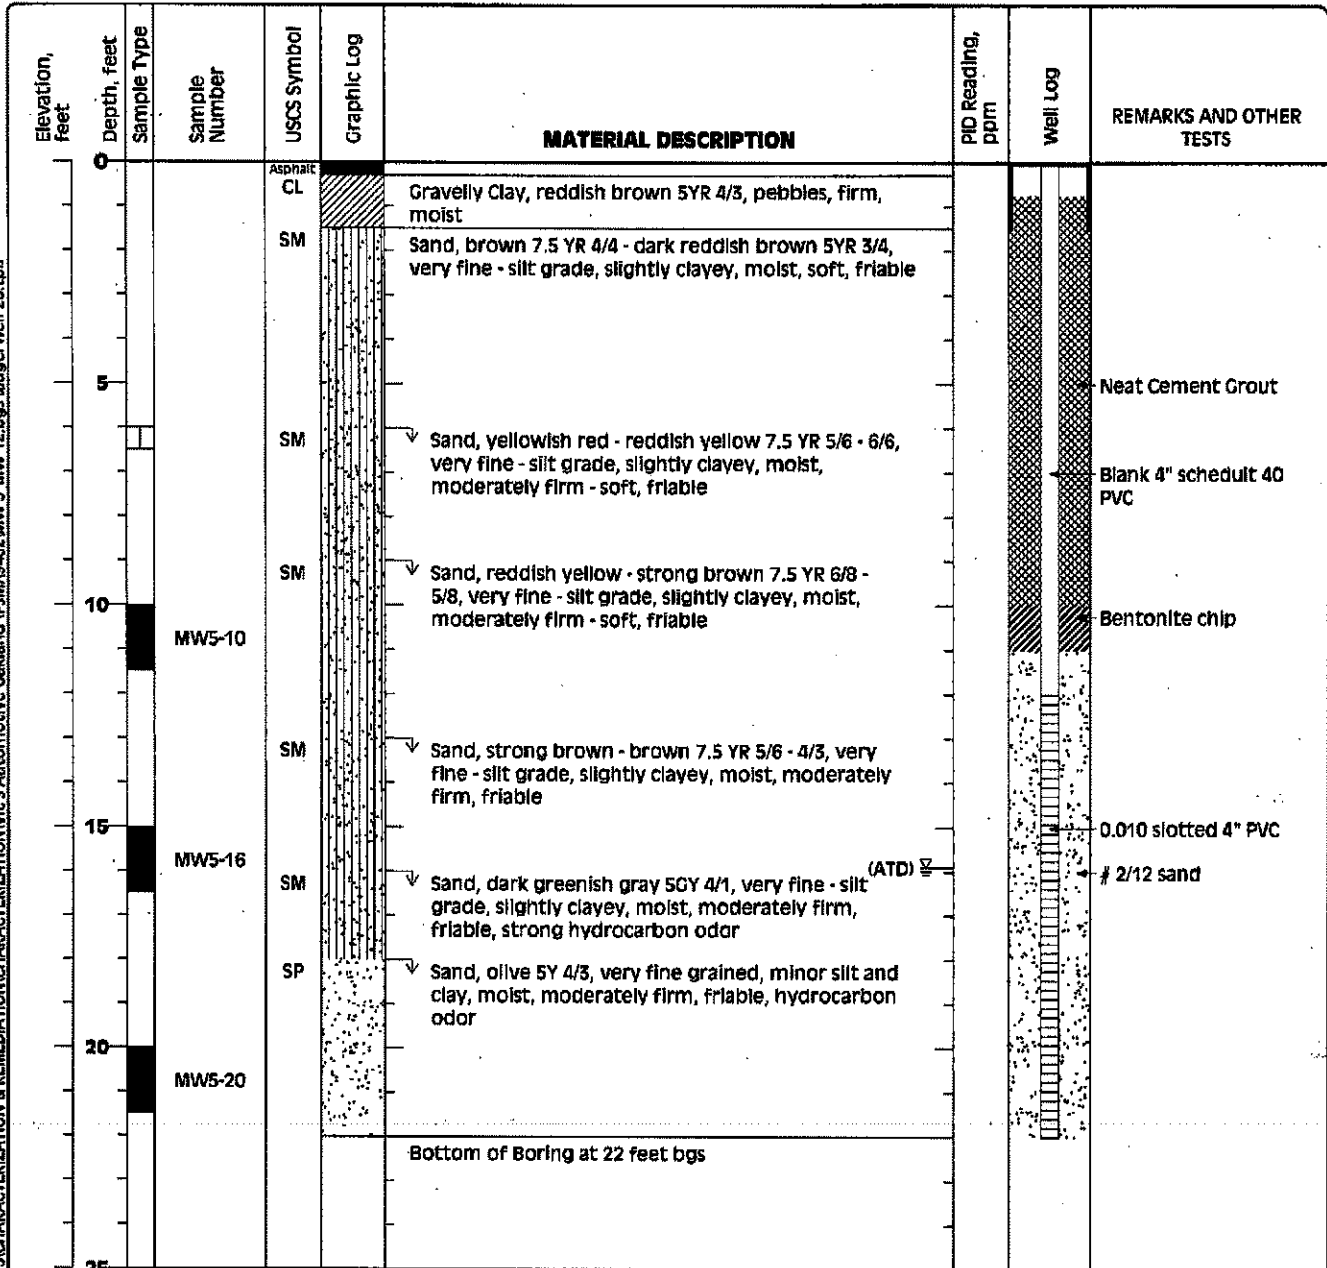 Elevation, feet
Depth, feet
Sample Type
Sample Number
USCS Symbol
Graphic Log
MATERIAL DESCRIPTION
PID Reading, ppm
Well Log
REMARKS AND OTHER TESTS
0
Asphalt
CL
Gravelly Clay, reddish brown 5YR 4/3, pebbles, firm,
moist
SM
Sand, brown 7.5 YR 4/4 - dark reddish brown 5YR 3/4,
very fine - silt grade, slightly clayey, moist, soft, friable
5
Neat Cement Grout
SM
Sand, yellowish red - reddish yellow 7.5 YR 5/6 - 6/6,
very fine - silt grade, slightly clayey, moist,
moderately firm - soft, friable
Blank 4" schedult 40
PVC
SM
Sand, reddish yellow - strong brown 7.5 YR 6/8 -
5/8, very fine - silt grade, slightly clayey, moist,
moderately firm - soft, friable
10
MW5-10
Bentonite chip
SM
Sand, strong brown - brown 7.5 YR 5/6 - 4/3, very
fine - silt grade, slightly clayey, moist, moderately
firm, friable
15
0.010 slotted 4" PVC
MW5-16
(ATD)
# 2/12 sand
SM
Sand, dark greenish gray 5GY 4/1, very fine - silt
grade, slightly clayey, moist, moderately firm,
friable, strong hydrocarbon odor
SP
Sand, olive 5Y 4/3, very fine grained, minor silt and
clay, moist, moderately firm, friable, hydrocarbon
odor
20
MW5-20
Bottom of Boring at 22 feet bgs
25